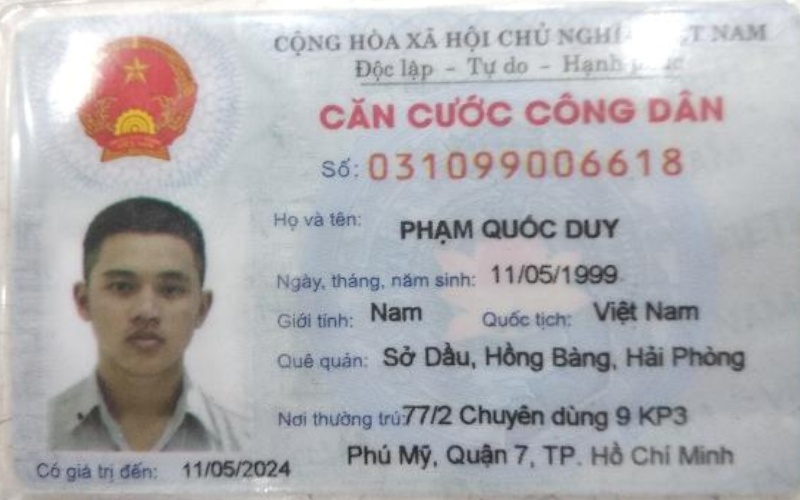 CỘNG HÒA XÃ HỘI CHỦ NGHĨA VIỆT NAM
Độc lập - Tự do - Hạnh phúc
CĂN CƯỚC CÔNG DÂN
Số: 031099006618
Họ và tên: PHẠM QUỐC DUY
Ngày, tháng, năm sinh: 11/05/1999
Giới tính: Nam Quốc tịch: Việt Nam
Quê quán: Sở Dầu, Hồng Bàng, Hải Phòng
Nơi thường trú: 77/2 Chuyên dùng 9 KP3
Phú Mỹ, Quận 7, TP. Hồ Chí Minh
Có giá trị đến: 11/05/2024